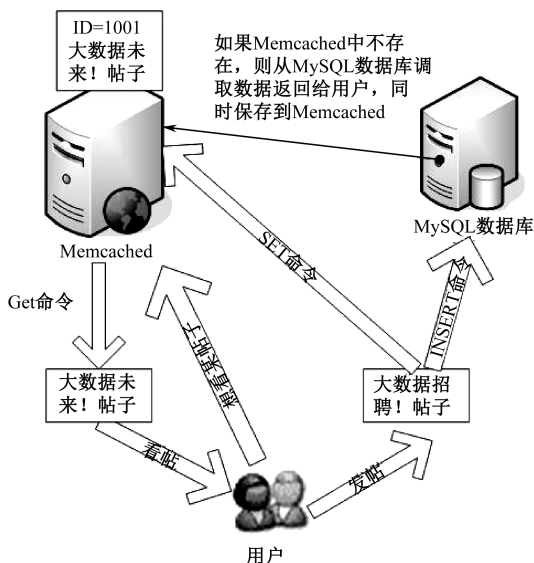 ID=1001
大数据未
来！帖子
如果Memcached中不存
在，则从MySQL数据库调
取数据返回给用户，同
时保存到Memcached
Memcached
MySQL数据库
SET命令
INSERT命令
Get命令
想看某帖子
大数据未
来！帖子
大数据招
聘！帖子
看帖
发帖
用户